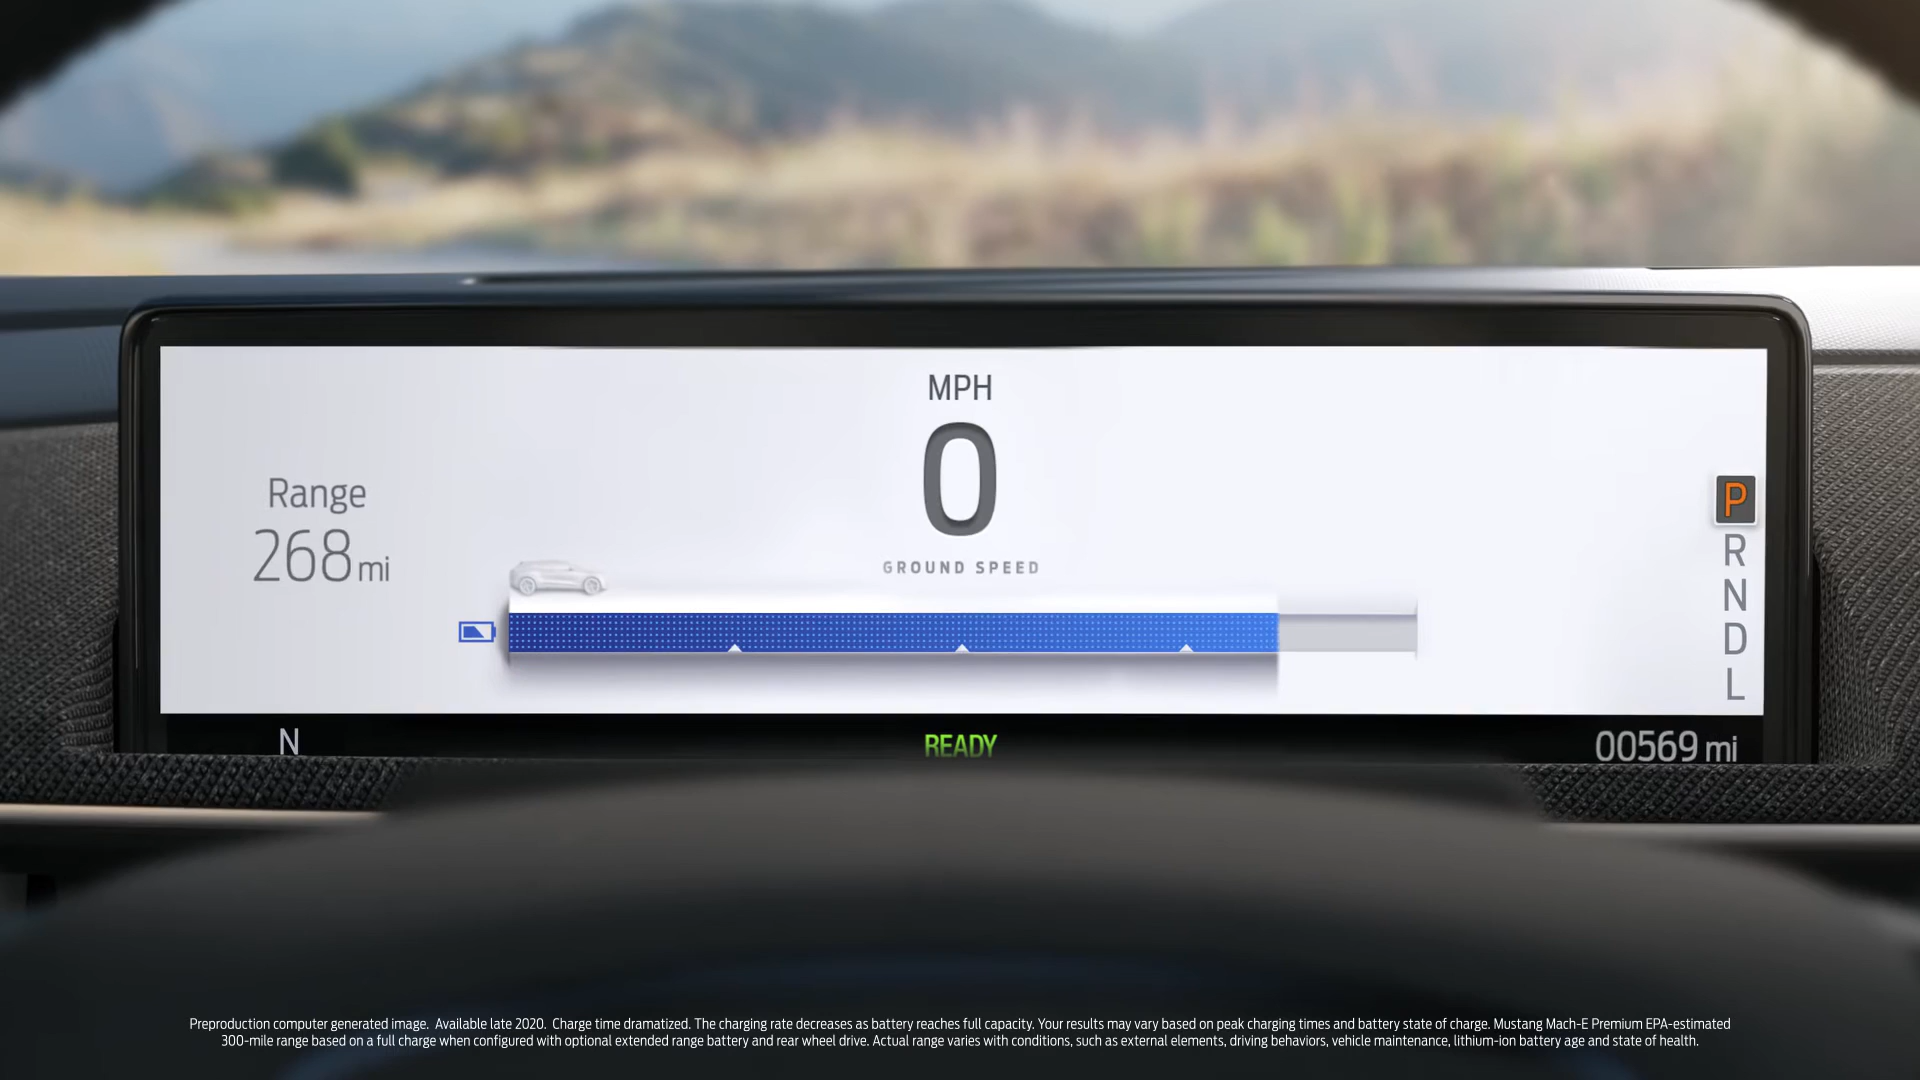 MPH
0
GROUND SPEED
Range
268 mi
P
R
N
D
L
N
READY
00569 mi
Preproduction computer generated image. Available late 2020. Charge time dramatized. The charging rate decreases as battery reaches full capacity. Your results may vary based on peak charging times and battery state of charge. Mustang Mach-E Premium EPA-estimated
300-mile range based on a full charge when configured with optional extended range battery and rear wheel drive. Actual range varies with conditions, such as external elements, driving behaviors, vehicle maintenance, lithium-ion battery age and state of health.